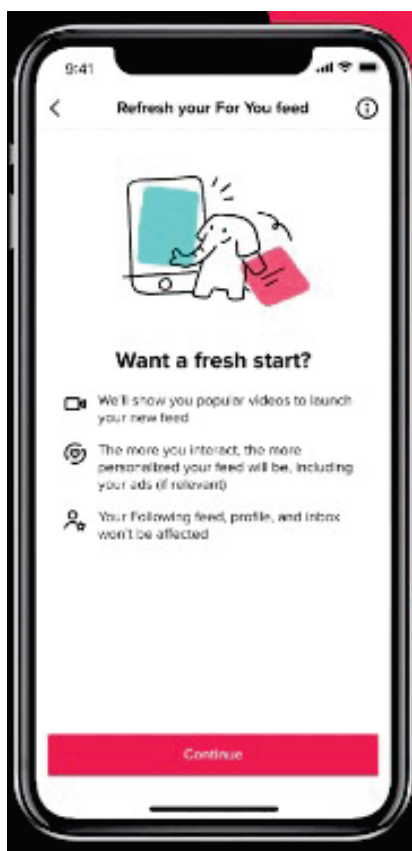 9:41
Refresh your For You feed
Want a fresh start?
We'll show you popular videos to launch
your new feed
The more you interact, the more
personalized your feed will be, including
your ads (if relevant)
Your Following feed, profile, and inbox
won't be affected
Continue